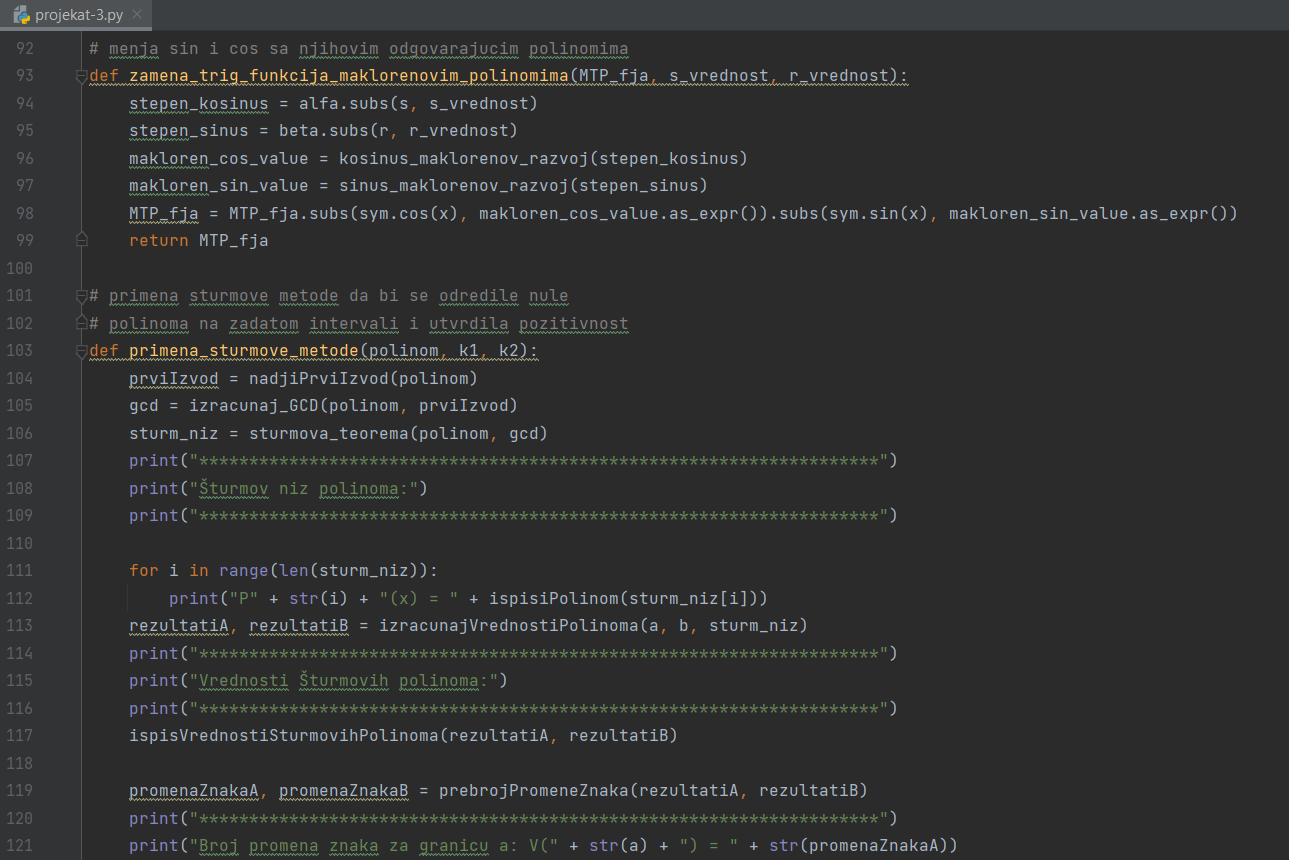 projekat-3.py
92 # menja sin i cos sa njihovim odgovarajucim polinomima
93 def zamena_trig_funkcija_maklorenovim_polinomima(MTP_fja, s_vrednost, r_vrednost):
94     stepen_kosinus = alfa.subs(s, s_vrednost)
95     stepen_sinus = beta.subs(r, r_vrednost)
96     makloren_cos_value = kosinus_maklorenov_razvoj(stepen_kosinus)
97     makloren_sin_value = sinus_maklorenov_razvoj(stepen_sinus)
98     MTP_fja = MTP_fja.subs(sym.cos(x), makloren_cos_value.as_expr()).subs(sym.sin(x), makloren_sin_value.as_expr())
99     return MTP_fja
100
101 # primena sturmove metode da bi se odredile nule
102 # polinoma na zadatom intervali i utvrdila pozitivnost
103 def primena_sturmove_metode(polinom, k1, k2):
104     prviIzvod = nadjiPrviIzvod(polinom)
105     gcd = izracunaj_GCD(polinom, prviIzvod)
106     sturm_niz = sturmova_teorema(polinom, gcd)
107     print("********************************************************************")
108     print("Šturmov niz polinoma:")
109     print("********************************************************************")
110
111     for i in range(len(sturm_niz)):
112         print("P" + str(i) + "(x) = " + ispisiPolinom(sturm_niz[i]))
113     rezultatiA, rezultatiB = izracunajVrednostiPolinoma(a, b, sturm_niz)
114     print("********************************************************************")
115     print("Vrednosti Šturmovih polinoma:")
116     print("********************************************************************")
117     ispisVrednostiSturmovihPolinoma(rezultatiA, rezultatiB)
118
119     promenaZnakaA, promenaZnakaB = prebrojPromeneZnaka(rezultatiA, rezultatiB)
120     print("********************************************************************")
121     print("Broj promena znaka za granicu a: V(" + str(a) + ") = " + str(promenaZnakaA))